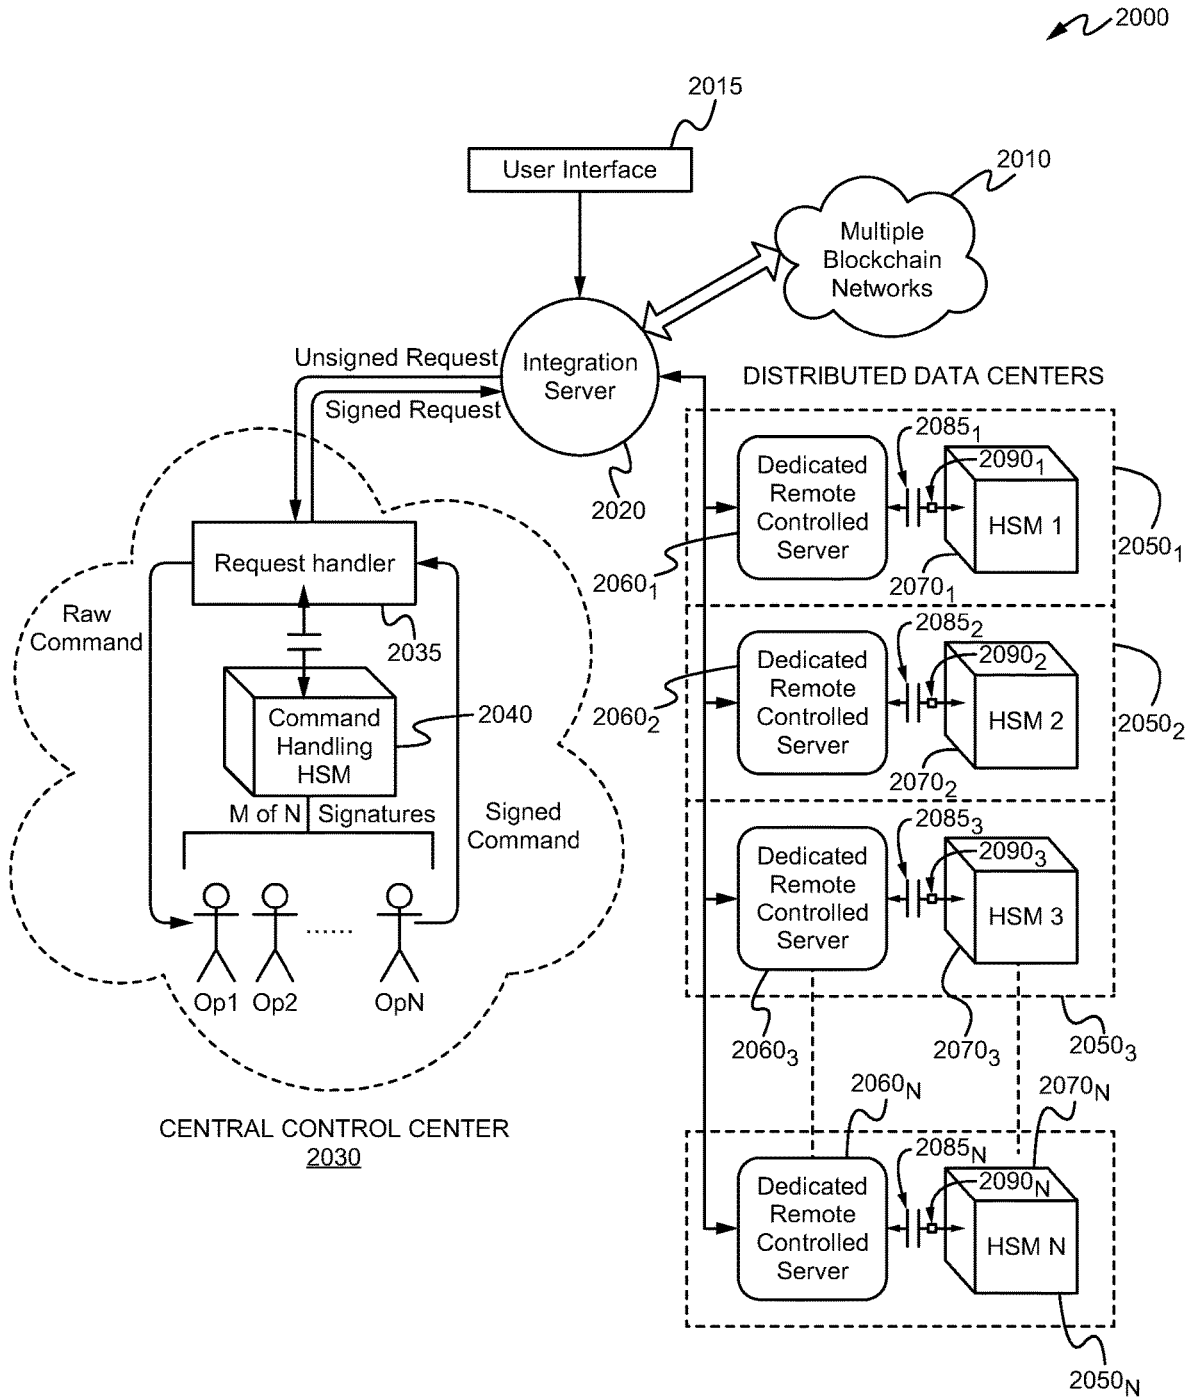 2000
2015
User Interface
2010
Multiple
Blockchain
Networks
Integration
Server
2020
Unsigned Request
Signed Request
Request handler
2035
Raw
Command
Command
Handling
HSM
2040
M of N Signatures
Signed
Command
Op1 Op2 ...... OpN
CENTRAL CONTROL CENTER
2030
DISTRIBUTED DATA CENTERS
Dedicated
Remote
Controlled
Server
2060₁
2085₁
2090₁
HSM 1
2070₁
2050₁
Dedicated
Remote
Controlled
Server
2060₂
2085₂
2090₂
HSM 2
2070₂
2050₂
Dedicated
Remote
Controlled
Server
2060₃
2085₃
2090₃
HSM 3
2070₃
2050₃
2060N
2070N
Dedicated
Remote
Controlled
Server
2085N
2090N
HSM N
2050N